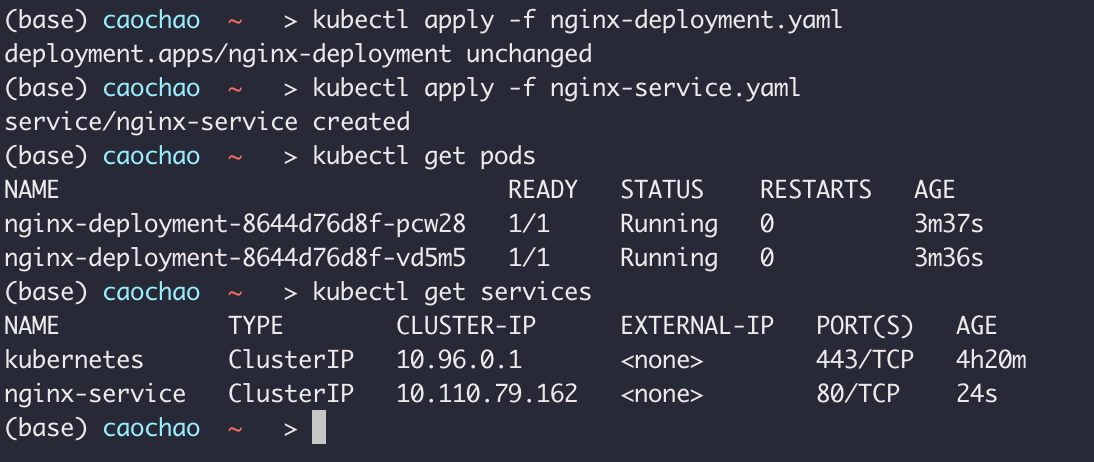 (base) caochao ~ > kubectl apply -f nginx-deployment.yaml
deployment.apps/nginx-deployment unchanged
(base) caochao ~ > kubectl apply -f nginx-service.yaml
service/nginx-service created
(base) caochao ~ > kubectl get pods
NAME READY STATUS RESTARTS AGE
nginx-deployment-8644d76d8f-pcw28 1/1 Running 0 3m37s
nginx-deployment-8644d76d8f-vd5m5 1/1 Running 0 3m36s
(base) caochao ~ > kubectl get services
NAME TYPE CLUSTER-IP EXTERNAL-IP PORT(S) AGE
kubernetes ClusterIP 10.96.0.1 <none> 443/TCP 4h20m
nginx-service ClusterIP 10.110.79.162 <none> 80/TCP 24s
(base) caochao ~ >